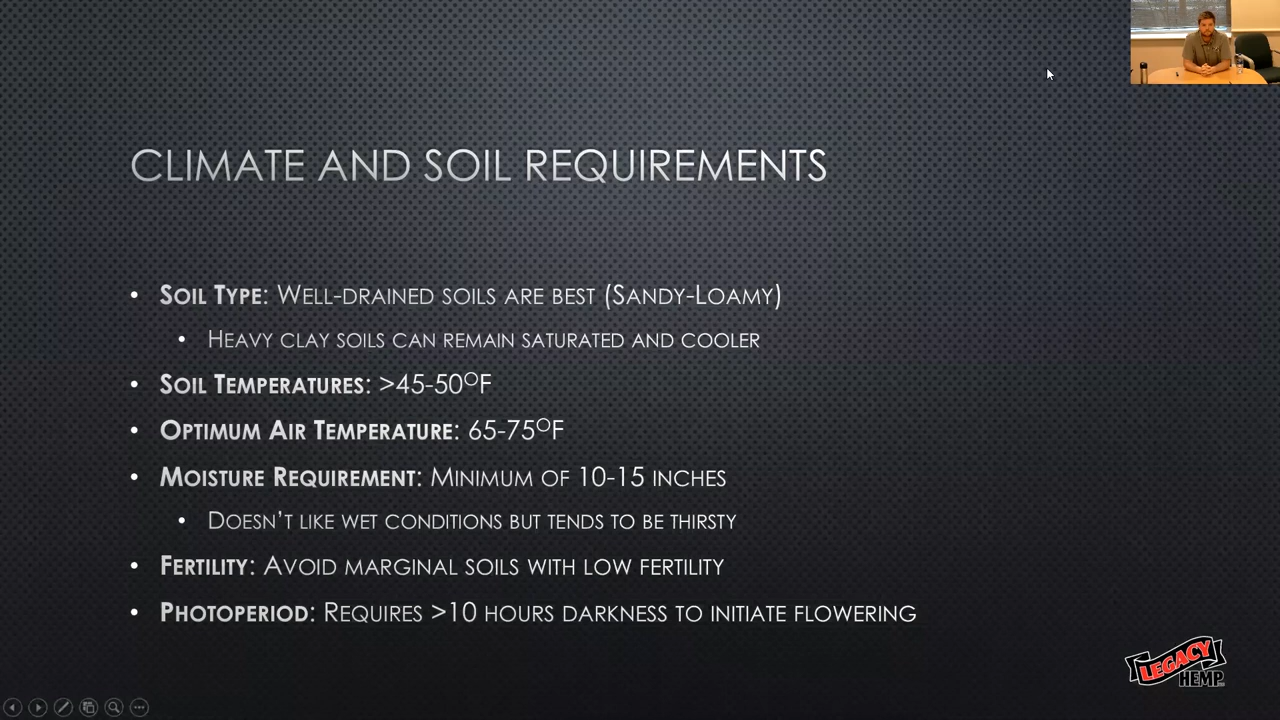 CLIMATE AND SOIL REQUIREMENTS
• SOIL TYPE: WELL-DRAINED SOILS ARE BEST (SANDY-LOAMY)
• HEAVY CLAY SOILS CAN REMAIN SATURATED AND COOLER
• SOIL TEMPERATURES: >45-50°F
• OPTIMUM AIR TEMPERATURE: 65-75°F
• MOISTURE REQUIREMENT: MINIMUM OF 10-15 INCHES
• DOESN'T LIKE WET CONDITIONS BUT TENDS TO BE THIRSTY
• FERTILITY: AVOID MARGINAL SOILS WITH LOW FERTILITY
• PHOTOPERIOD: REQUIRES >10 HOURS DARKNESS TO INITIATE FLOWERING
LEGACY
HEMP